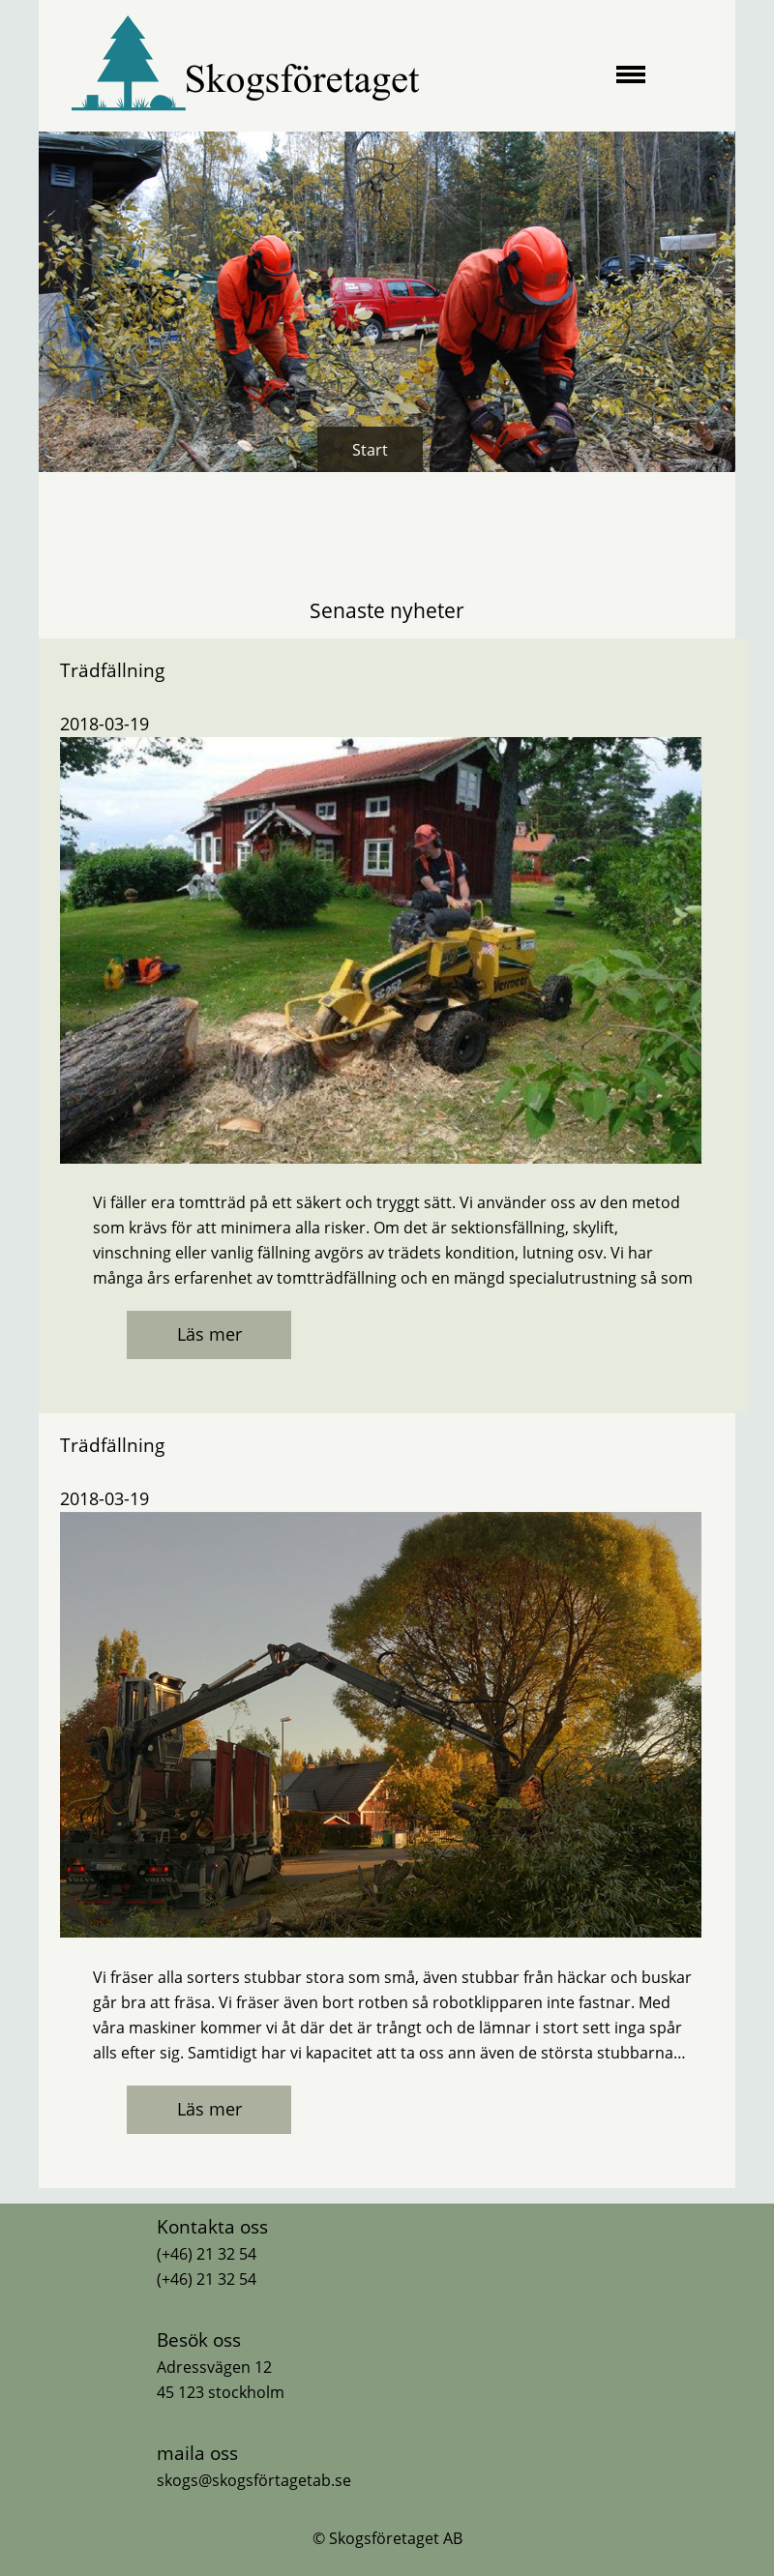 Skogsföretaget
Start
Senaste nyheter
Trädfällning
2018-03-19
SC 252
Vermeer
Vi fäller era tomtträd på ett säkert och tryggt sätt. Vi använder oss av den metod
som krävs för att minimera alla risker. Om det är sektionsfällning, skylift,
vinschning eller vanlig fällning avgörs av trädets kondition, lutning osv. Vi har
många års erfarenhet av tomtträdfällning och en mängd specialutrustning så som
Läs mer
Trädfällning
2018-03-19
VOLVO VOLVO
Vi fräser alla sorters stubbar stora som små, även stubbar från häckar och buskar
går bra att fräsa. Vi fräser även bort rotben så robotklipparen inte fastnar. Med
våra maskiner kommer vi åt där det är trångt och de lämnar i stort sett inga spår
alls efter sig. Samtidigt har vi kapacitet att ta oss ann även de största stubbarna...
Läs mer
Kontakta oss
(+46) 21 32 54
(+46) 21 32 54
Besök oss
Adressvägen 12
45 123 stockholm
maila oss
skogs@skogsförtagetab.se
© Skogsföretaget AB